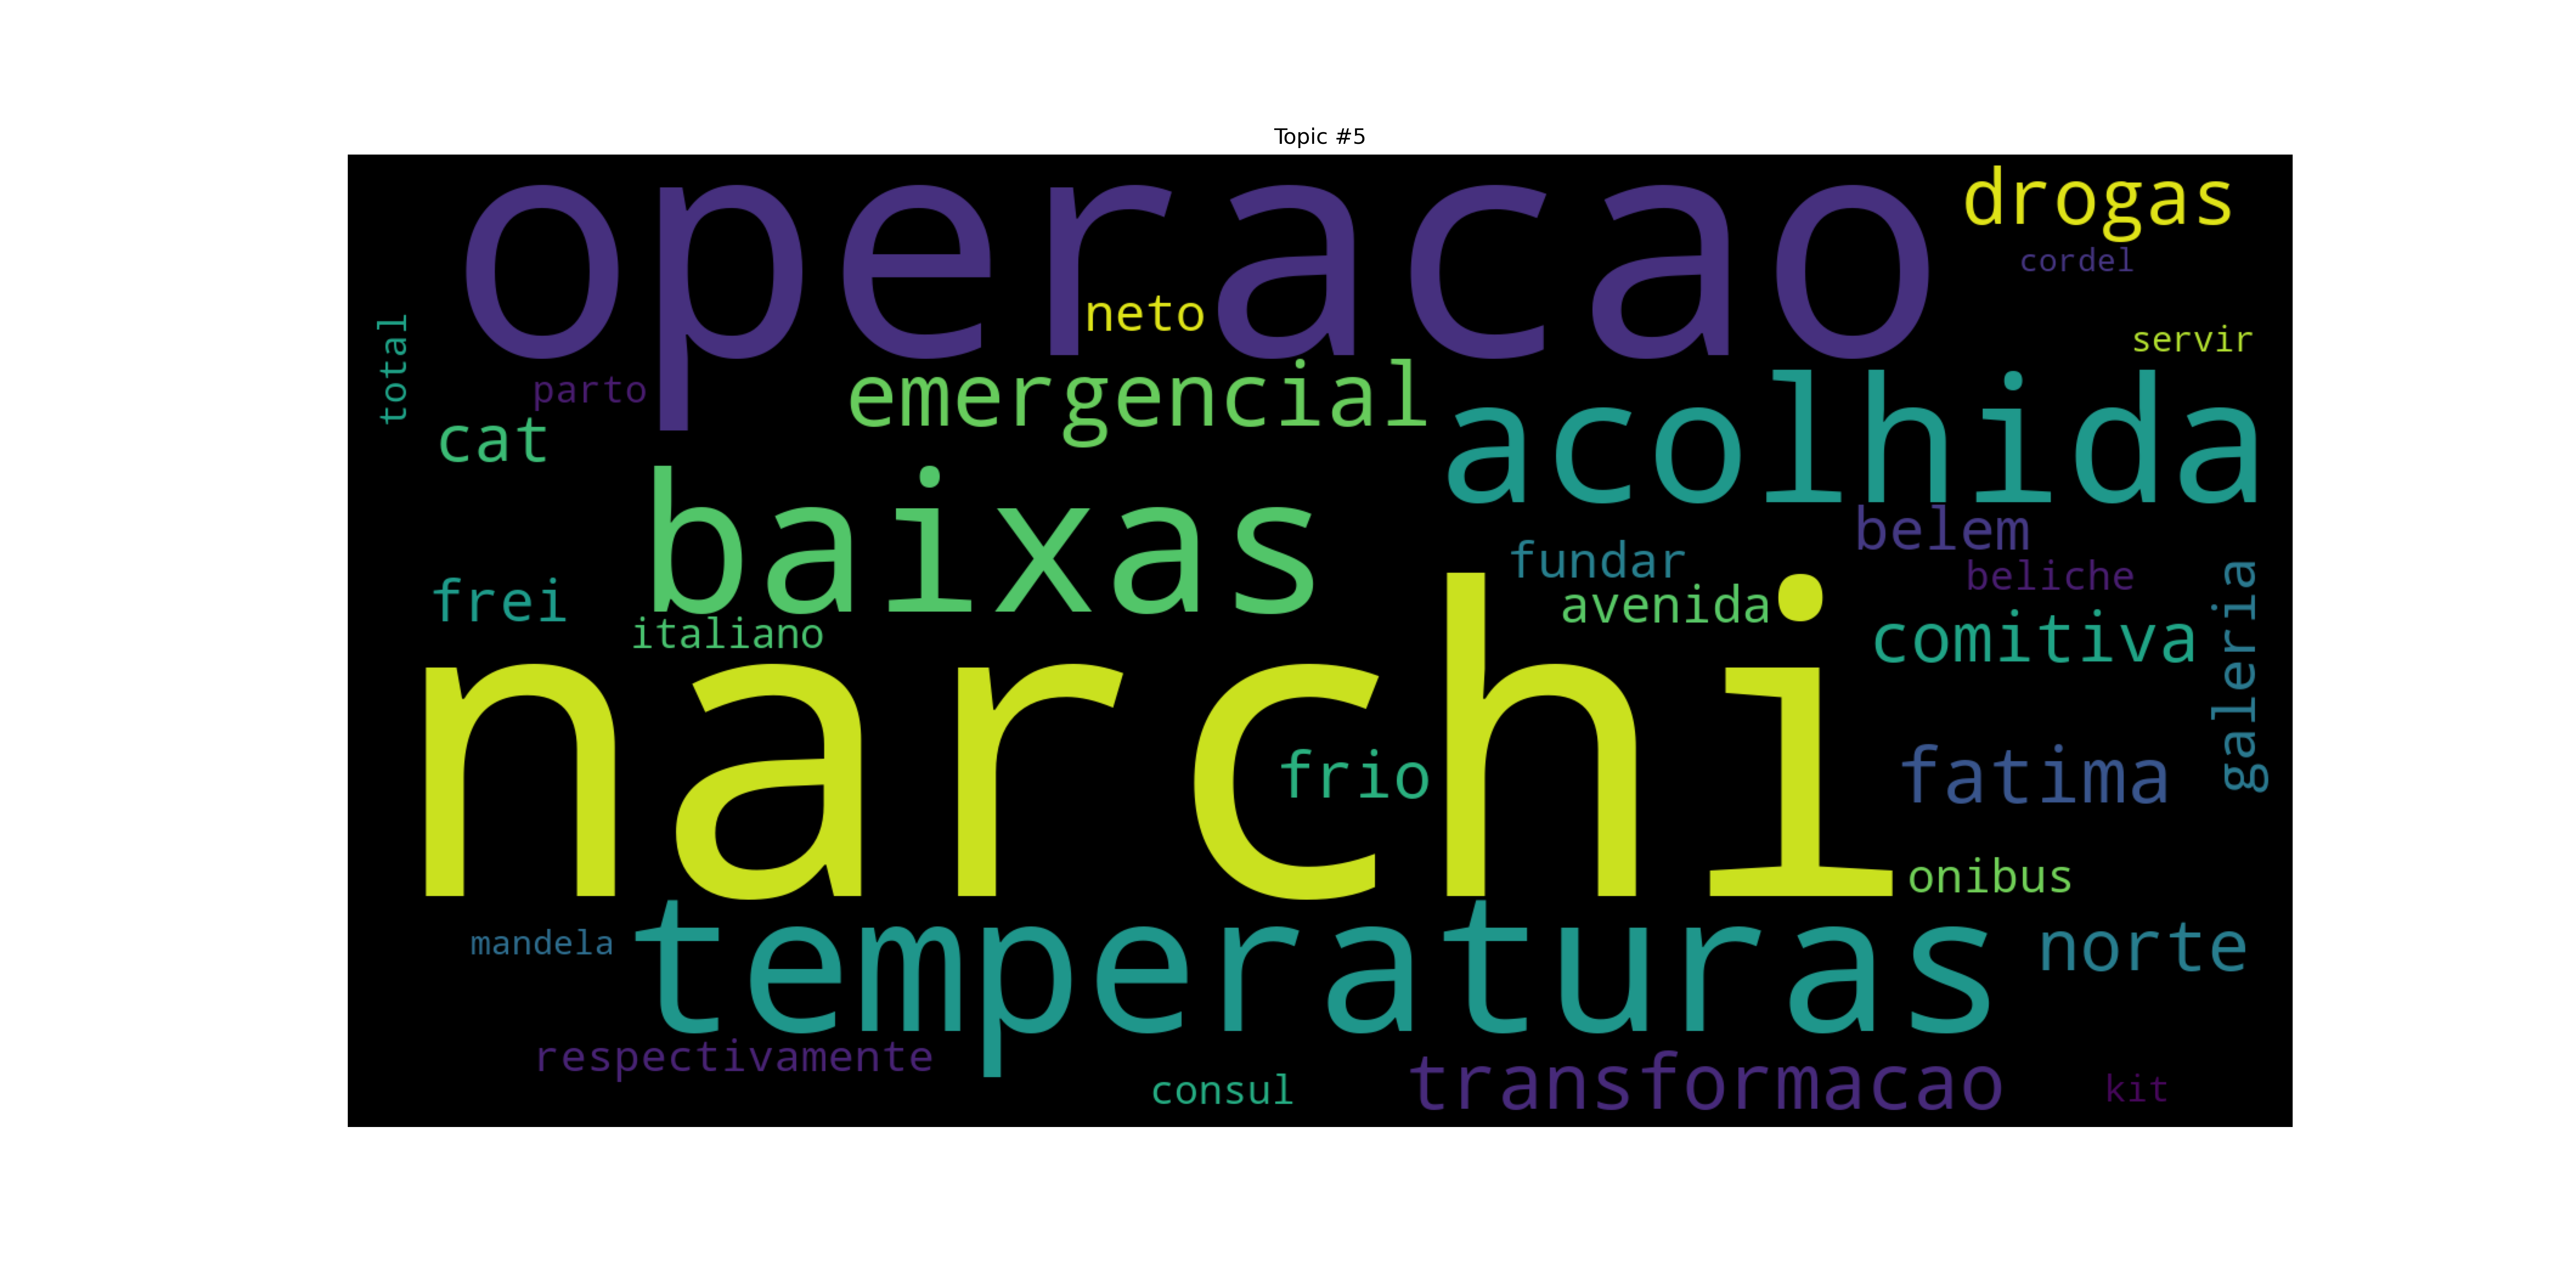 Topic #5
operacao
drogas
cordel
neto
servir
total
parto
emergencial
acolhida
cat
baixas
belem
fundar
beliche
frei
avenida
italiano
comitiva
galeria
narchi
frio
fatima
onibus
mandela
temperaturas
norte
respectivamente
consul
transformacao
kit